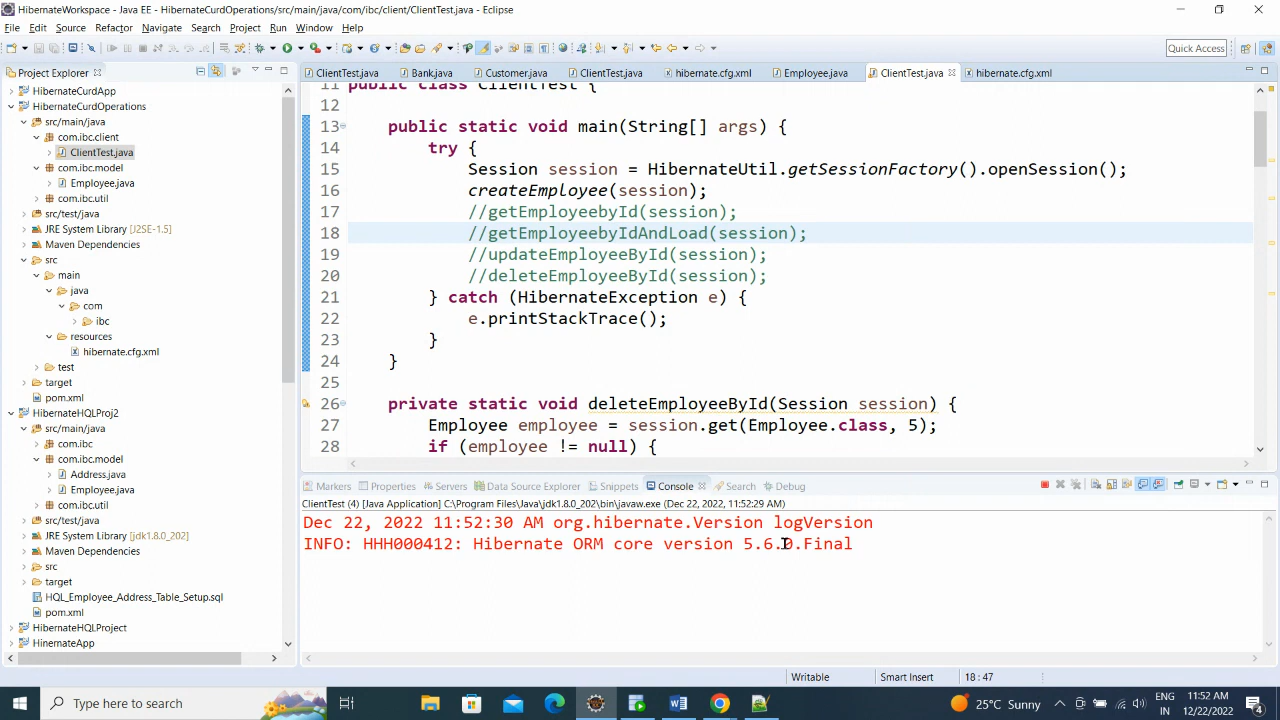 HibernateWorkspace - Java EE - HibernateCurdOperations/src/main/java/com/ibc/client/ClientTest.java - Eclipse
File Edit Source Refactor Navigate Search Project Run Window Help
Quick Access
Project Explorer
HibernateCurdApp
HibernateCurdOperations
src/main/java
com.ibc.client
ClientTest.java
com.ibc.model
Employee.java
com.ibc.util
src/test/java
JRE System Library [J2SE-1.5]
Maven Dependencies
src
main
java
com
ibc
resources
hibernate.cfg.xml
test
target
pom.xml
HibernateHQLProj2
src/main/java
com.ibc
com.ibc.model
Address.java
Employee.java
com.ibc.util
src/test/java
JRE System Library [jdk1.8.0_202]
Maven Dependencies
src
target
HQL_Employee_Address_Table_Setup.sql
pom.xml
HibernateHQLProject
HinernateApp
ClientTest.java Bank.java Customer.java ClientTest.java hibernate.cfg.xml Employee.java ClientTest.java hibernate.cfg.xml
11 public class ClientTest {
12
13 public static void main(String[] args) {
14 try {
15 Session session = HibernateUtil.getSessionFactory().openSession();
16 createEmployee(session);
17 //getEmployeebyId(session);
18 //getEmployeebyIdAndLoad(session);
19 //updateEmployeeById(session);
20 //deleteEmployeeById(session);
21 } catch (HibernateException e) {
22 e.printStackTrace();
23 }
24 }
25
26 private static void deleteEmployeeById(Session session) {
27 Employee employee = session.get(Employee.class, 5);
28 if (employee != null) {
Markers Properties Servers Data Source Explorer Snippets Console Search Debug
ClientTest (4) [Java Application] C:\Program Files\Java\jdk1.8.0_202\bin\javaw.exe (Dec 22, 2022, 11:52:29 AM)
Dec 22, 2022 11:52:30 AM org.hibernate.Version logVersion
INFO: HHH000412: Hibernate ORM core version 5.6.0.Final
Writable Smart Insert 18 : 47
Type here to search
25°C Sunny
ENG
IN
11:52 AM
12/22/2022
4